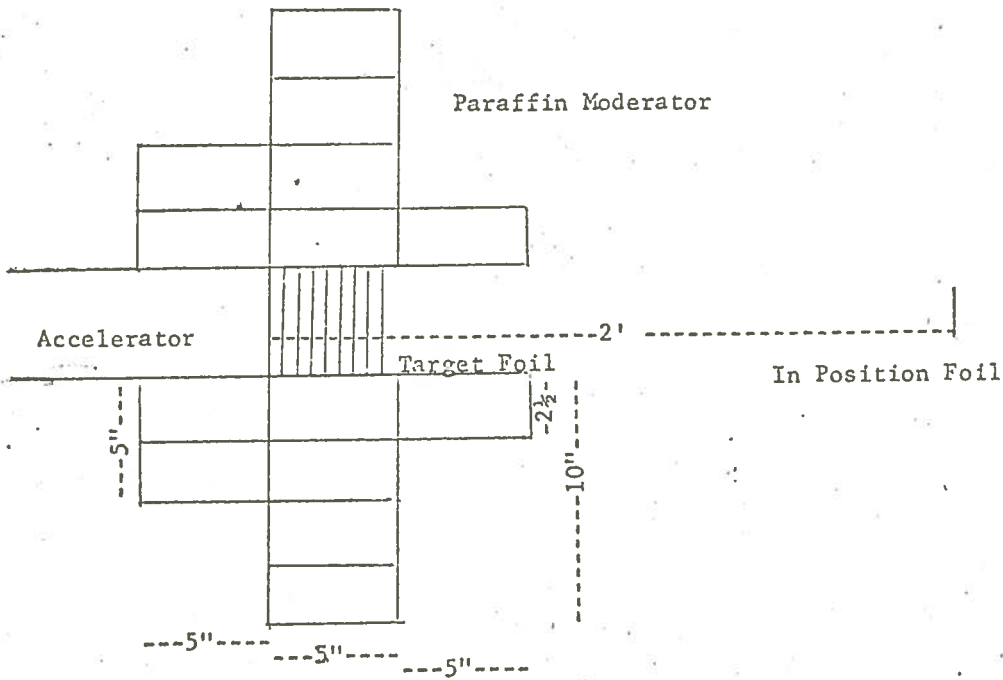 Paraffin Moderator
Accelerator
2'
Target Foil
In Position Foil
5"
2½
10"
5"
5"
5"